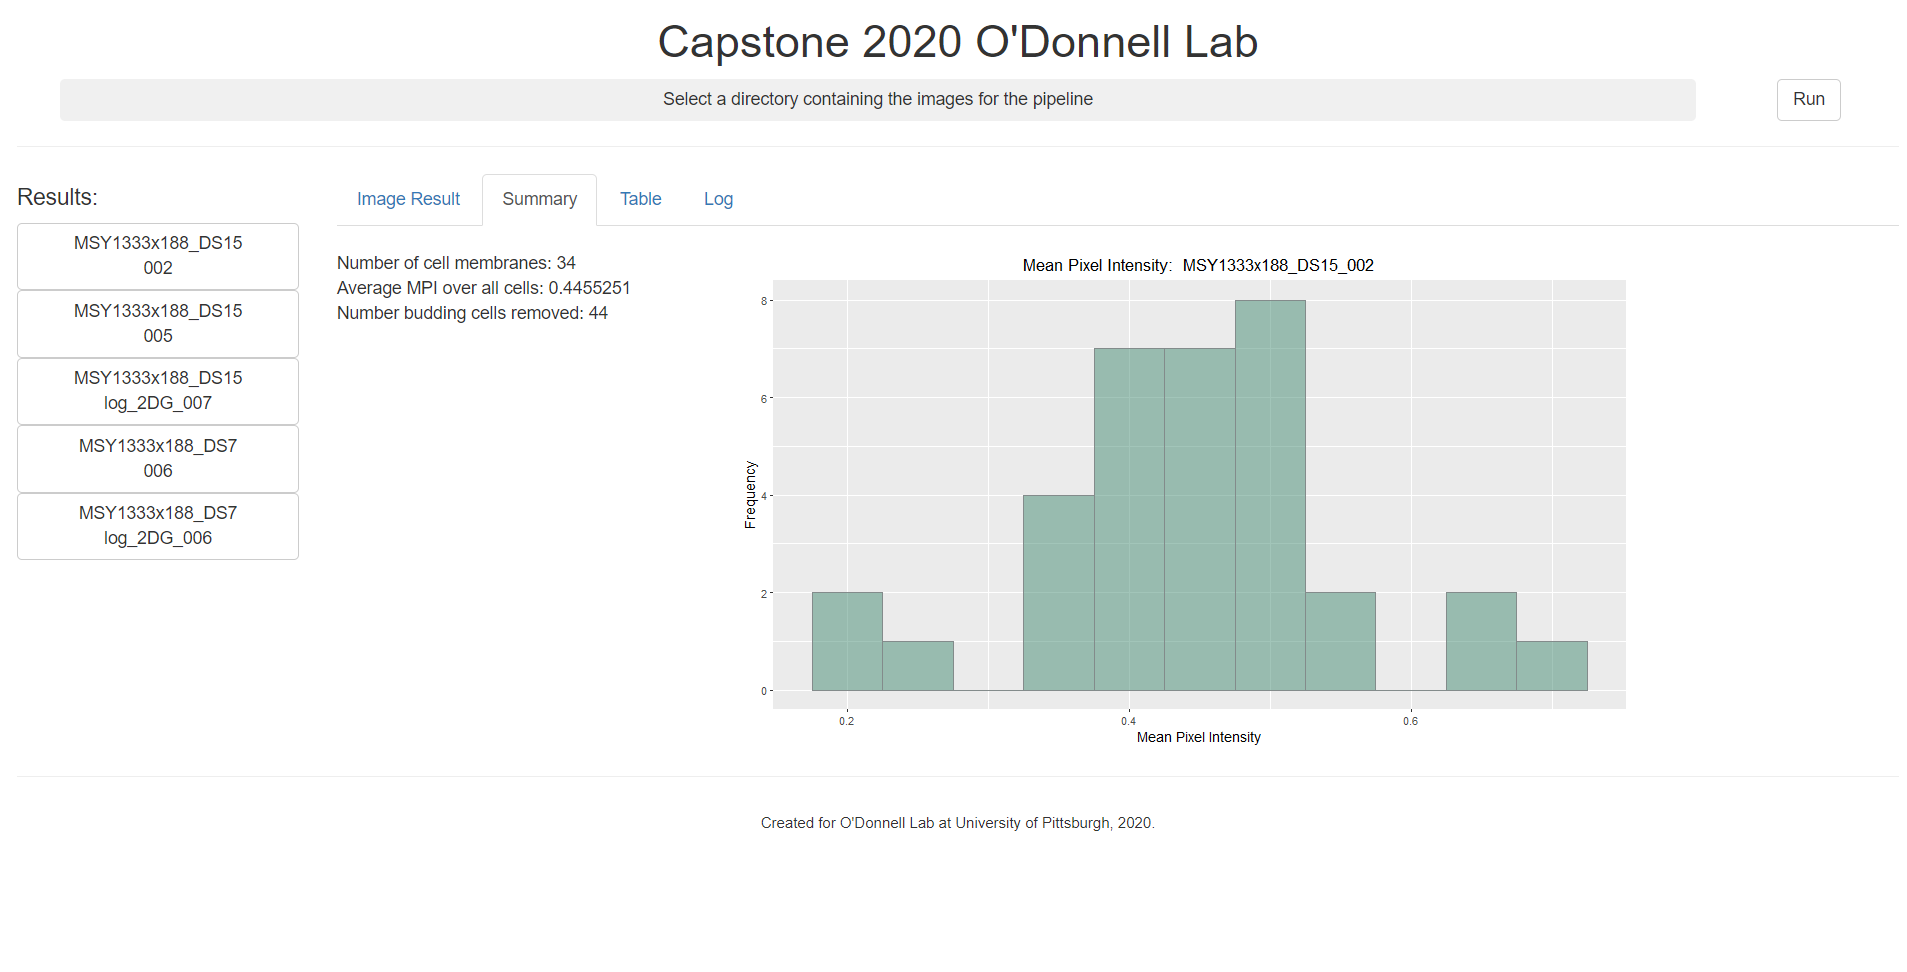 Capstone 2020 O'Donnell Lab
Select a directory containing the images for the pipeline
Run
Results:
MSY1333x188_DS15
002
MSY1333x188_DS15
005
MSY1333x188_DS15
log_2DG_007
MSY1333x188_DS7
006
MSY1333x188_DS7
log_2DG_006
Image Result
Summary
Table
Log
Number of cell membranes: 34
Average MPI over all cells: 0.4455251
Number budding cells removed: 44
Mean Pixel Intensity: MSY1333x188_DS15_002
Frequency
8
6
4
2
0
0.2
0.4
0.6
Mean Pixel Intensity
Created for O'Donnell Lab at University of Pittsburgh, 2020.